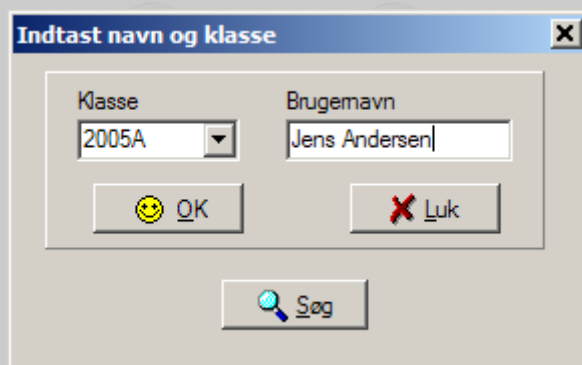 Indtast navn og klasse
Klasse
Brugernavn
2005A
Jens Andersen
OK
Luk
Søg